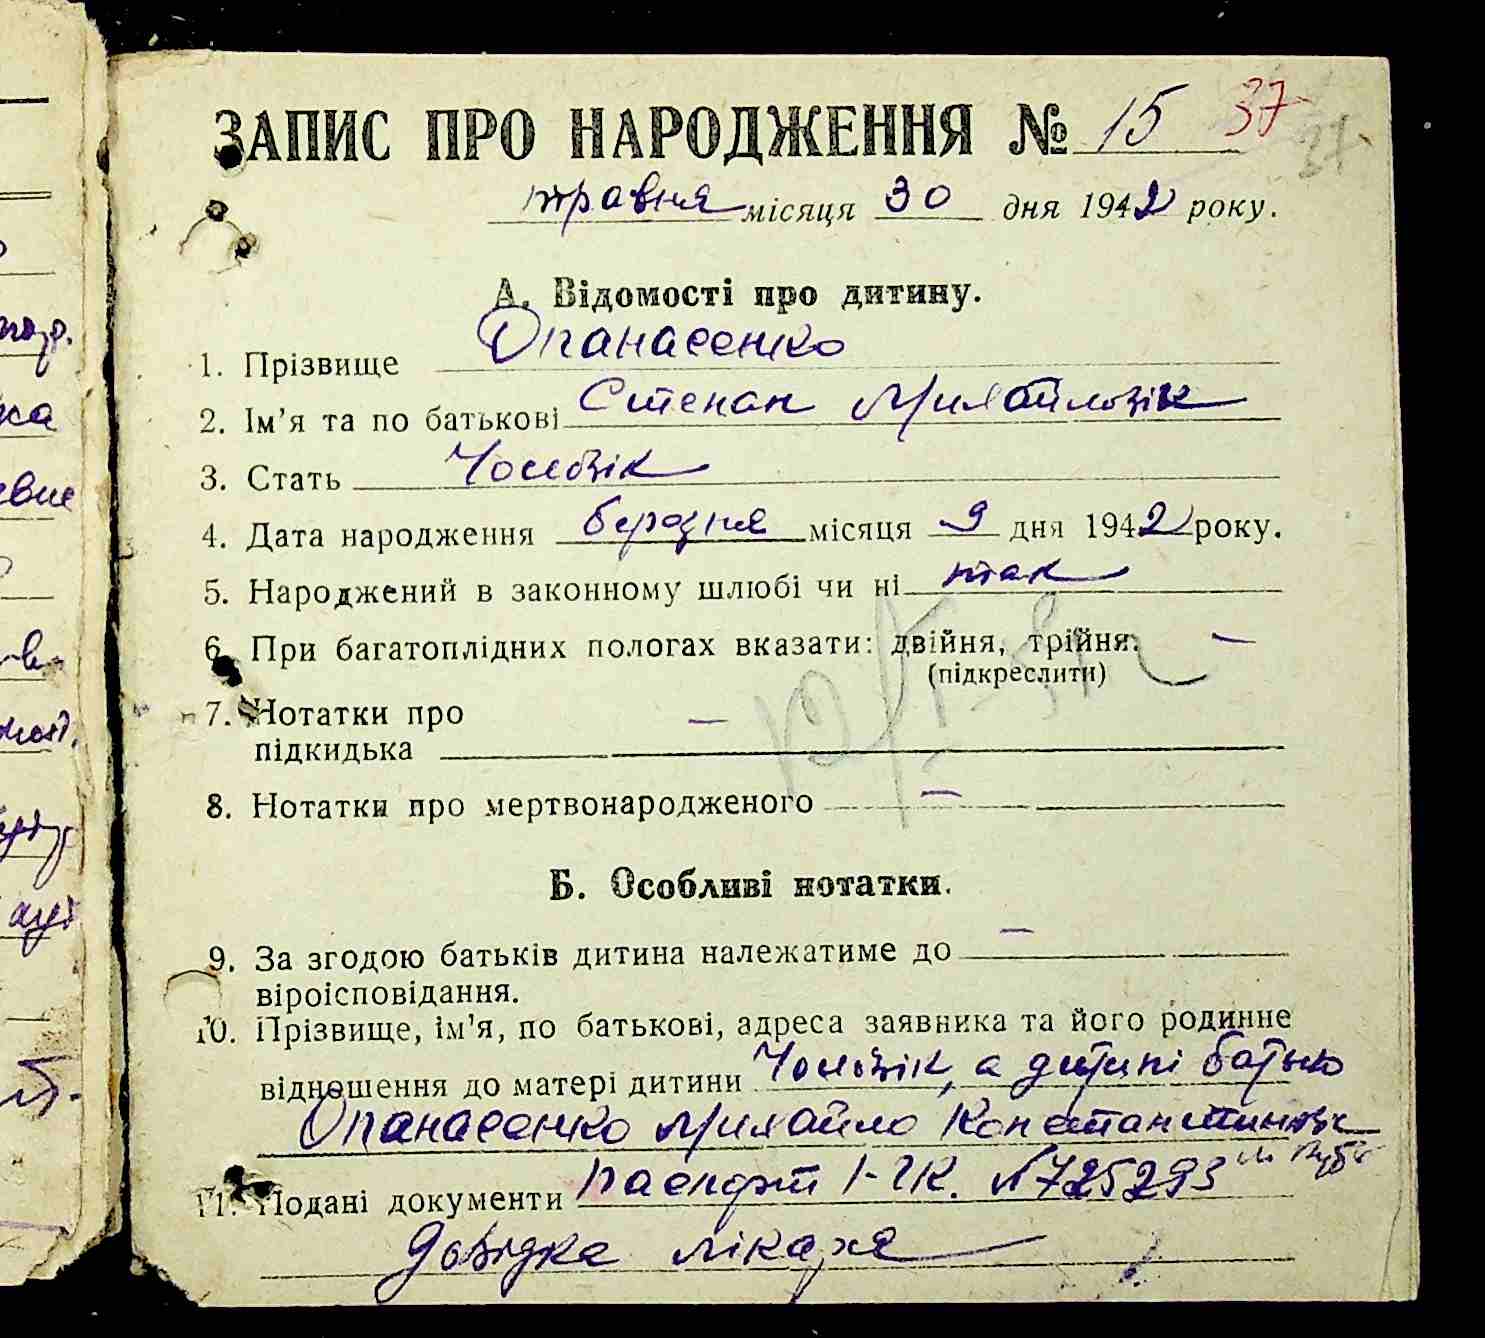 ЗАПИС ПРО НАРОДЖЕННЯ № 15 37
37
травня місяця 30 дня 1942 року.
А. Відомості про дитину.
1. Прізвище Опанасенко
2. Ім'я та по батькові Степан Михайловік
3. Стать Чоловік
4. Дата народження березня місяця 9 дня 1942 року.
5. Народжений в законному шлюбі чи ні так
6. При багатоплідних пологах вказати: двійня, трійня. —
(підкреслити)
7. Нотатки про —
підкидька
8. Нотатки про мертвонародженого —
Б. Особливі нотатки.
9. За згодою батьків дитина належатиме до —
віроісповідання.
10. Прізвище, ім'я, по батькові, адреса заявника та його родинне
відношення до матері дитини Чоловік, а дитині батько
Опанасенко Михайло Константинович
11. Подані документи паспорт № 725293
Довідка лікаря